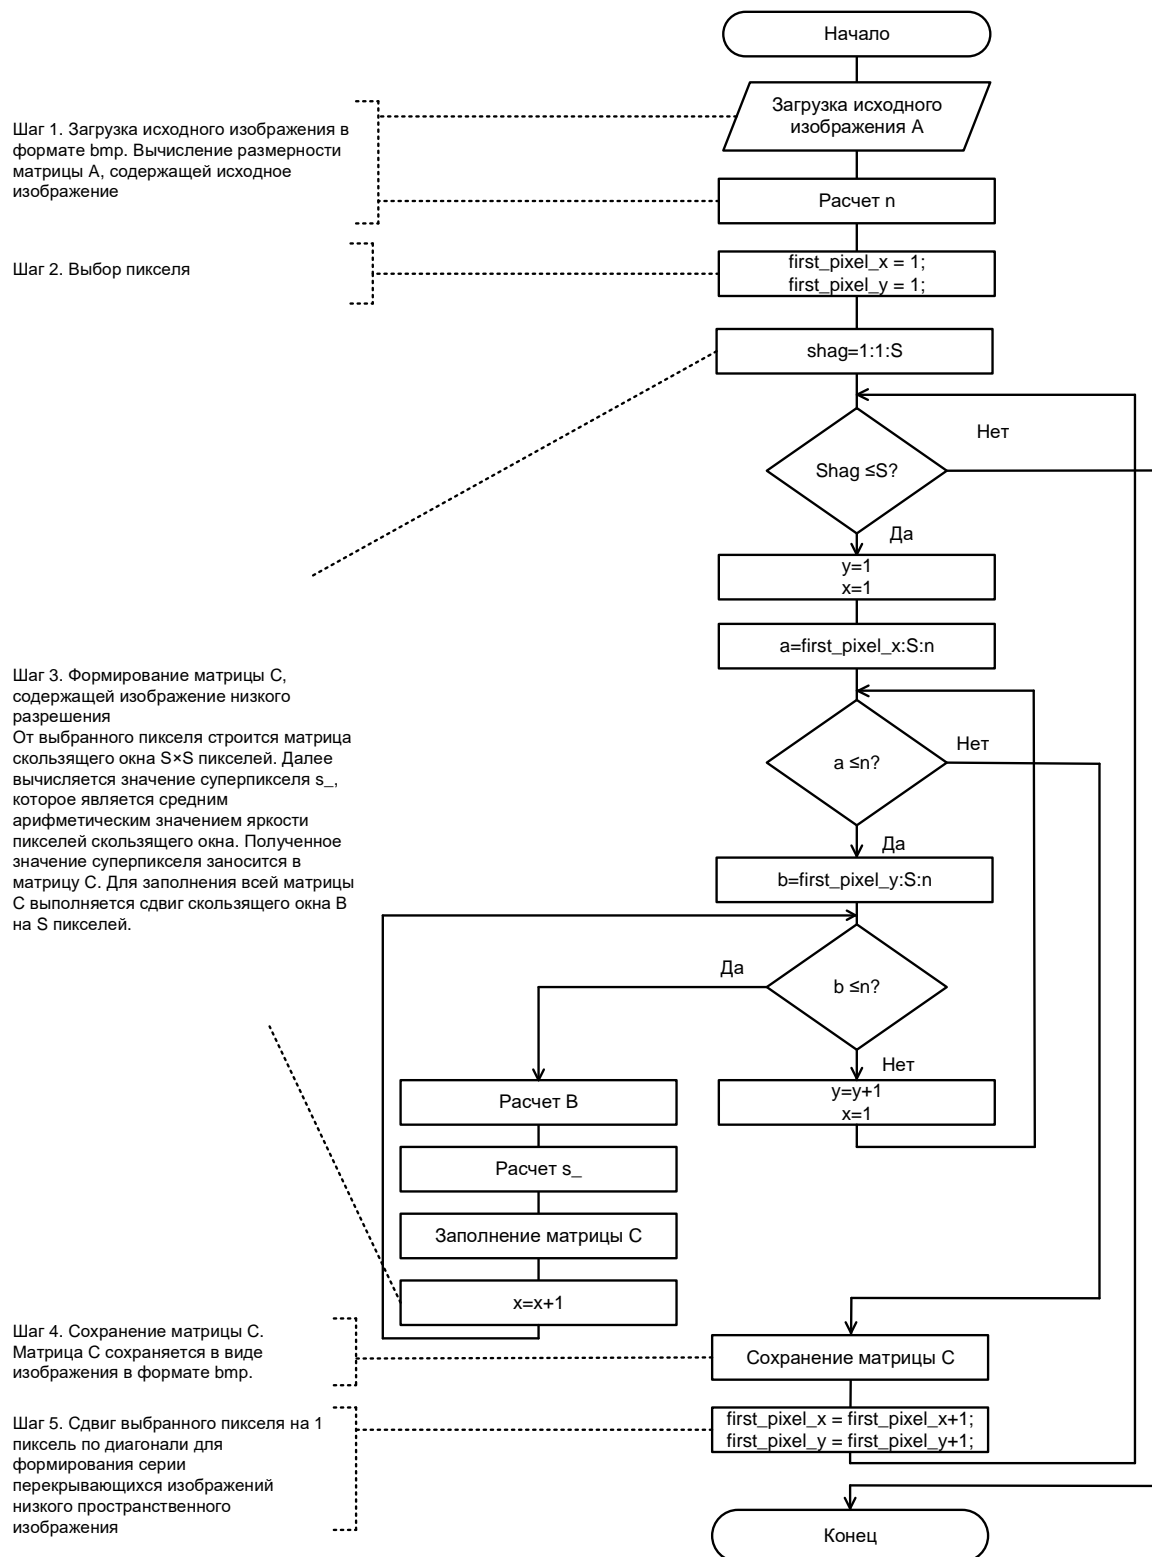 Начало
Загрузка исходного
изображения А
Шаг 1. Загрузка исходного изображения в
формате bmp. Вычисление размерности
матрицы А, содержащей исходное
изображение
Расчет n
Шаг 2. Выбор пикселя
first_pixel_x = 1;
first_pixel_y = 1;
shag=1:1:S
Нет
Shag ≤S?
Да
y=1
x=1
a=first_pixel_x:S:n
Шаг 3. Формирование матрицы С,
содержащей изображение низкого
разрешения
От выбранного пикселя строится матрица
скользящего окна S×S пикселей. Далее
вычисляется значение суперпикселя s_,
которое является средним
арифметическим значением яркости
пикселей скользящего окна. Полученное
значение суперпикселя заносится в
матрицу С. Для заполнения всей матрицы
С выполняется сдвиг скользящего окна В
на S пикселей.
Нет
a ≤n?
Да
b=first_pixel_y:S:n
Да
b ≤n?
Нет
y=y+1
x=1
Расчет В
Расчет s_
Заполнение матрицы С
x=x+1
Шаг 4. Сохранение матрицы С.
Матрица С сохраняется в виде
изображения в формате bmp.
Сохранение матрицы С
Шаг 5. Сдвиг выбранного пикселя на 1
пиксель по диагонали для
формирования серии
перекрывающихся изображений
низкого пространственного
изображения
first_pixel_x = first_pixel_x+1;
first_pixel_y = first_pixel_y+1;
Конец